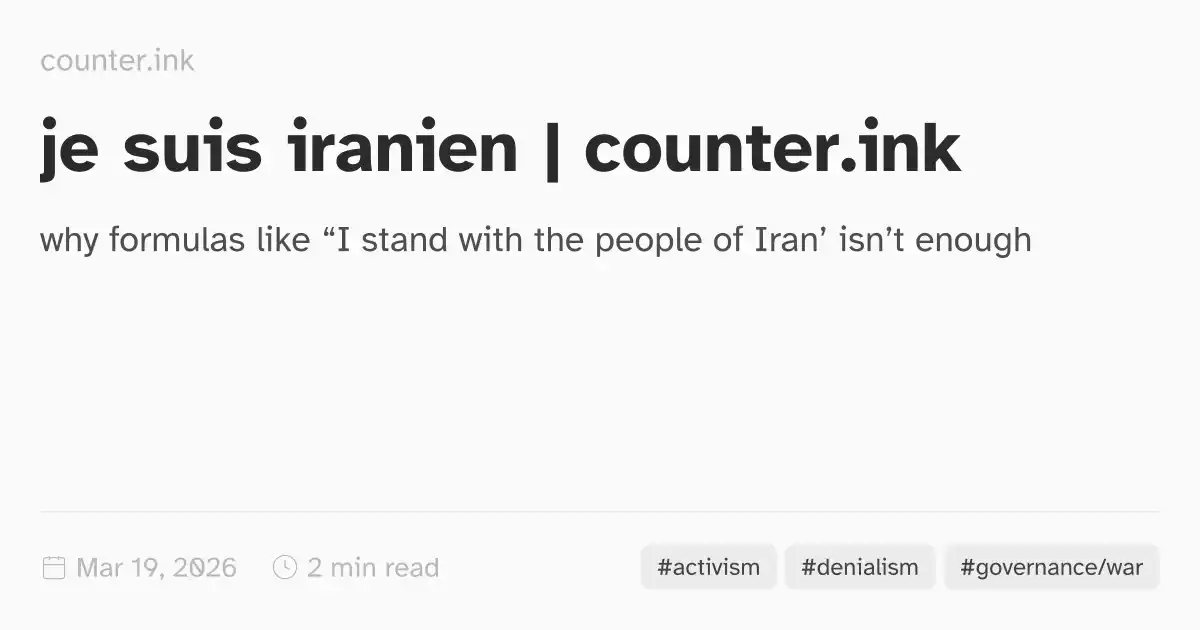 counter.ink
je suis iranien | counter.ink
why formulas like “I stand with the people of Iran’ isn’t enough
Mar 19, 2026 2 min read #activism #denialism #governance/war